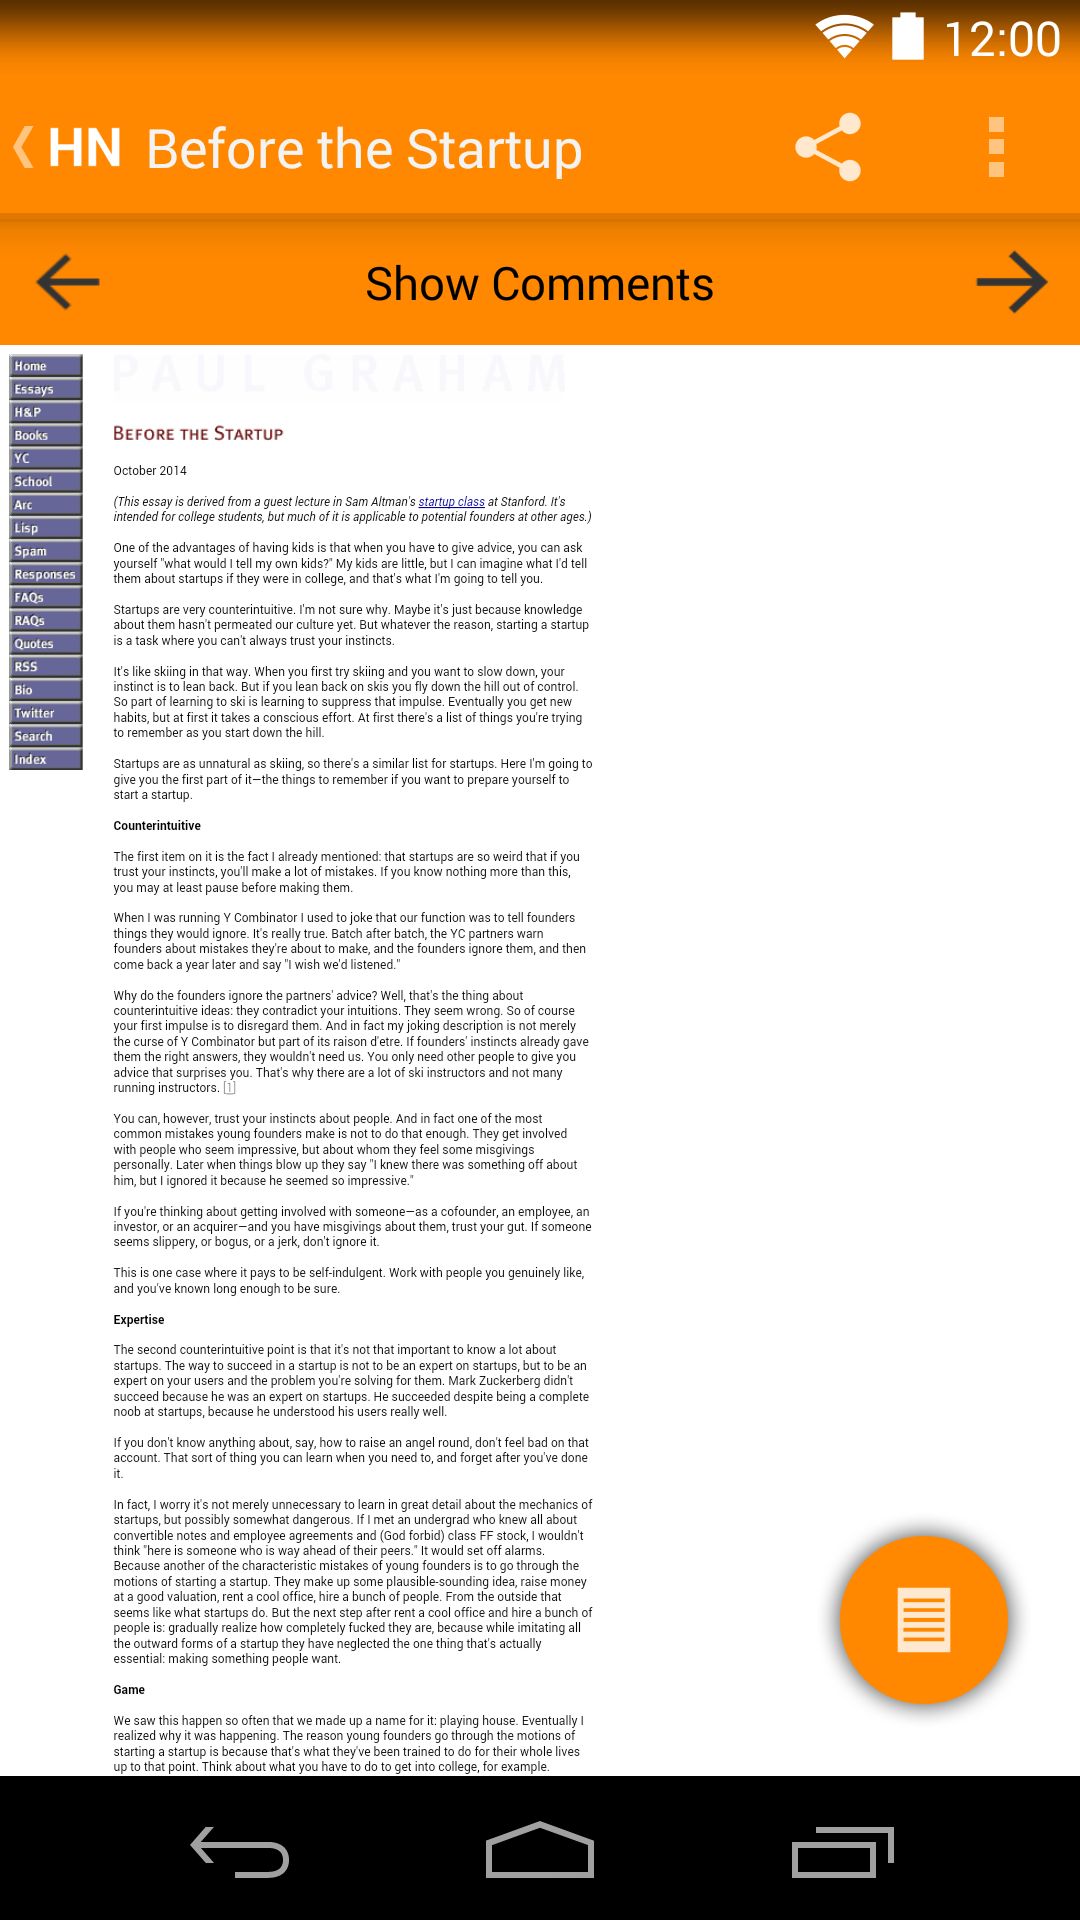 12:00
HN Before the Startup
Show Comments
PAUL GRAHAM
Home
Essays
H&P
Books
YC
School
Arc
Lisp
Spam
Responses
FAQs
RAQs
Quotes
RSS
Bio
Twitter
Search
Index
BEFORE THE STARTUP
October 2014
(This essay is derived from a guest lecture in Sam Altman's startup class at Stanford. It's
intended for college students, but much of it is applicable to potential founders at other ages.)
One of the advantages of having kids is that when you have to give advice, you can ask
yourself "what would I tell my own kids?" My kids are little, but I can imagine what I'd tell
them about startups if they were in college, and that's what I'm going to tell you.
Startups are very counterintuitive. I'm not sure why. Maybe it's just because knowledge
about them hasn't permeated our culture yet. But whatever the reason, starting a startup
is a task where you can't always trust your instincts.
It's like skiing in that way. When you first try skiing and you want to slow down, your
instinct is to lean back. But if you lean back on skis you fly down the hill out of control.
So part of learning to ski is learning to suppress that impulse. Eventually you get new
habits, but at first it takes a conscious effort. At first there's a list of things you're trying
to remember as you start down the hill.
Startups are as unnatural as skiing, so there's a similar list for startups. Here I'm going to
give you the first part of it—the things to remember if you want to prepare yourself to
start a startup.
Counterintuitive
The first item on it is the fact I already mentioned: that startups are so weird that if you
trust your instincts, you'll make a lot of mistakes. If you know nothing more than this,
you may at least pause before making them.
When I was running Y Combinator I used to joke that our function was to tell founders
things they would ignore. It's really true. Batch after batch, the YC partners warn
founders about mistakes they're about to make, and the founders ignore them, and then
come back a year later and say "I wish we'd listened."
Why do the founders ignore the partners' advice? Well, that's the thing about
counterintuitive ideas: they contradict your intuitions. They seem wrong. So of course
your first impulse is to disregard them. And in fact my joking description is not merely
the curse of Y Combinator but part of its raison d'etre. If founders' instincts already gave
them the right answers, they wouldn't need us. You only need other people to give you
advice that surprises you. That's why there are a lot of ski instructors and not many
running instructors. [1]
You can, however, trust your instincts about people. And in fact one of the most
common mistakes young founders make is not to do that enough. They get involved
with people who seem impressive, but about whom they feel some misgivings
personally. Later when things blow up they say "I knew there was something off about
him, but I ignored it because he seemed so impressive."
If you're thinking about getting involved with someone—as a cofounder, an employee, an
investor, or an acquirer—and you have misgivings about them, trust your gut. If someone
seems slippery, or bogus, or a jerk, don't ignore it.
This is one case where it pays to be self-indulgent. Work with people you genuinely like,
and you've known long enough to be sure.
Expertise
The second counterintuitive point is that it's not that important to know a lot about
startups. The way to succeed in a startup is not to be an expert on startups, but to be an
expert on your users and the problem you're solving for them. Mark Zuckerberg didn't
succeed because he was an expert on startups. He succeeded despite being a complete
noob at startups, because he understood his users really well.
If you don't know anything about, say, how to raise an angel round, don't feel bad on that
account. That sort of thing you can learn when you need to, and forget after you've done
it.
In fact, I worry it's not merely unnecessary to learn in great detail about the mechanics of
startups, but possibly somewhat dangerous. If I met an undergrad who knew all about
convertible notes and employee agreements and (God forbid) class FF stock, I wouldn't
think "here is someone who is way ahead of their peers." It would set off alarms.
Because another of the characteristic mistakes of young founders is to go through the
motions of starting a startup. They make up some plausible-sounding idea, raise money
at a good valuation, rent a cool office, hire a bunch of people. From the outside that
seems like what startups do. But the next step after rent a cool office and hire a bunch of
people is: gradually realize how completely fucked they are, because while imitating all
the outward forms of a startup they have neglected the one thing that's actually
essential: making something people want.
Game
We saw this happen so often that we made up a name for it: playing house. Eventually I
realized why it was happening. The reason young founders go through the motions of
starting a startup is because that's what they've been trained to do for their whole lives
up to that point. Think about what you have to do to get into college, for example.